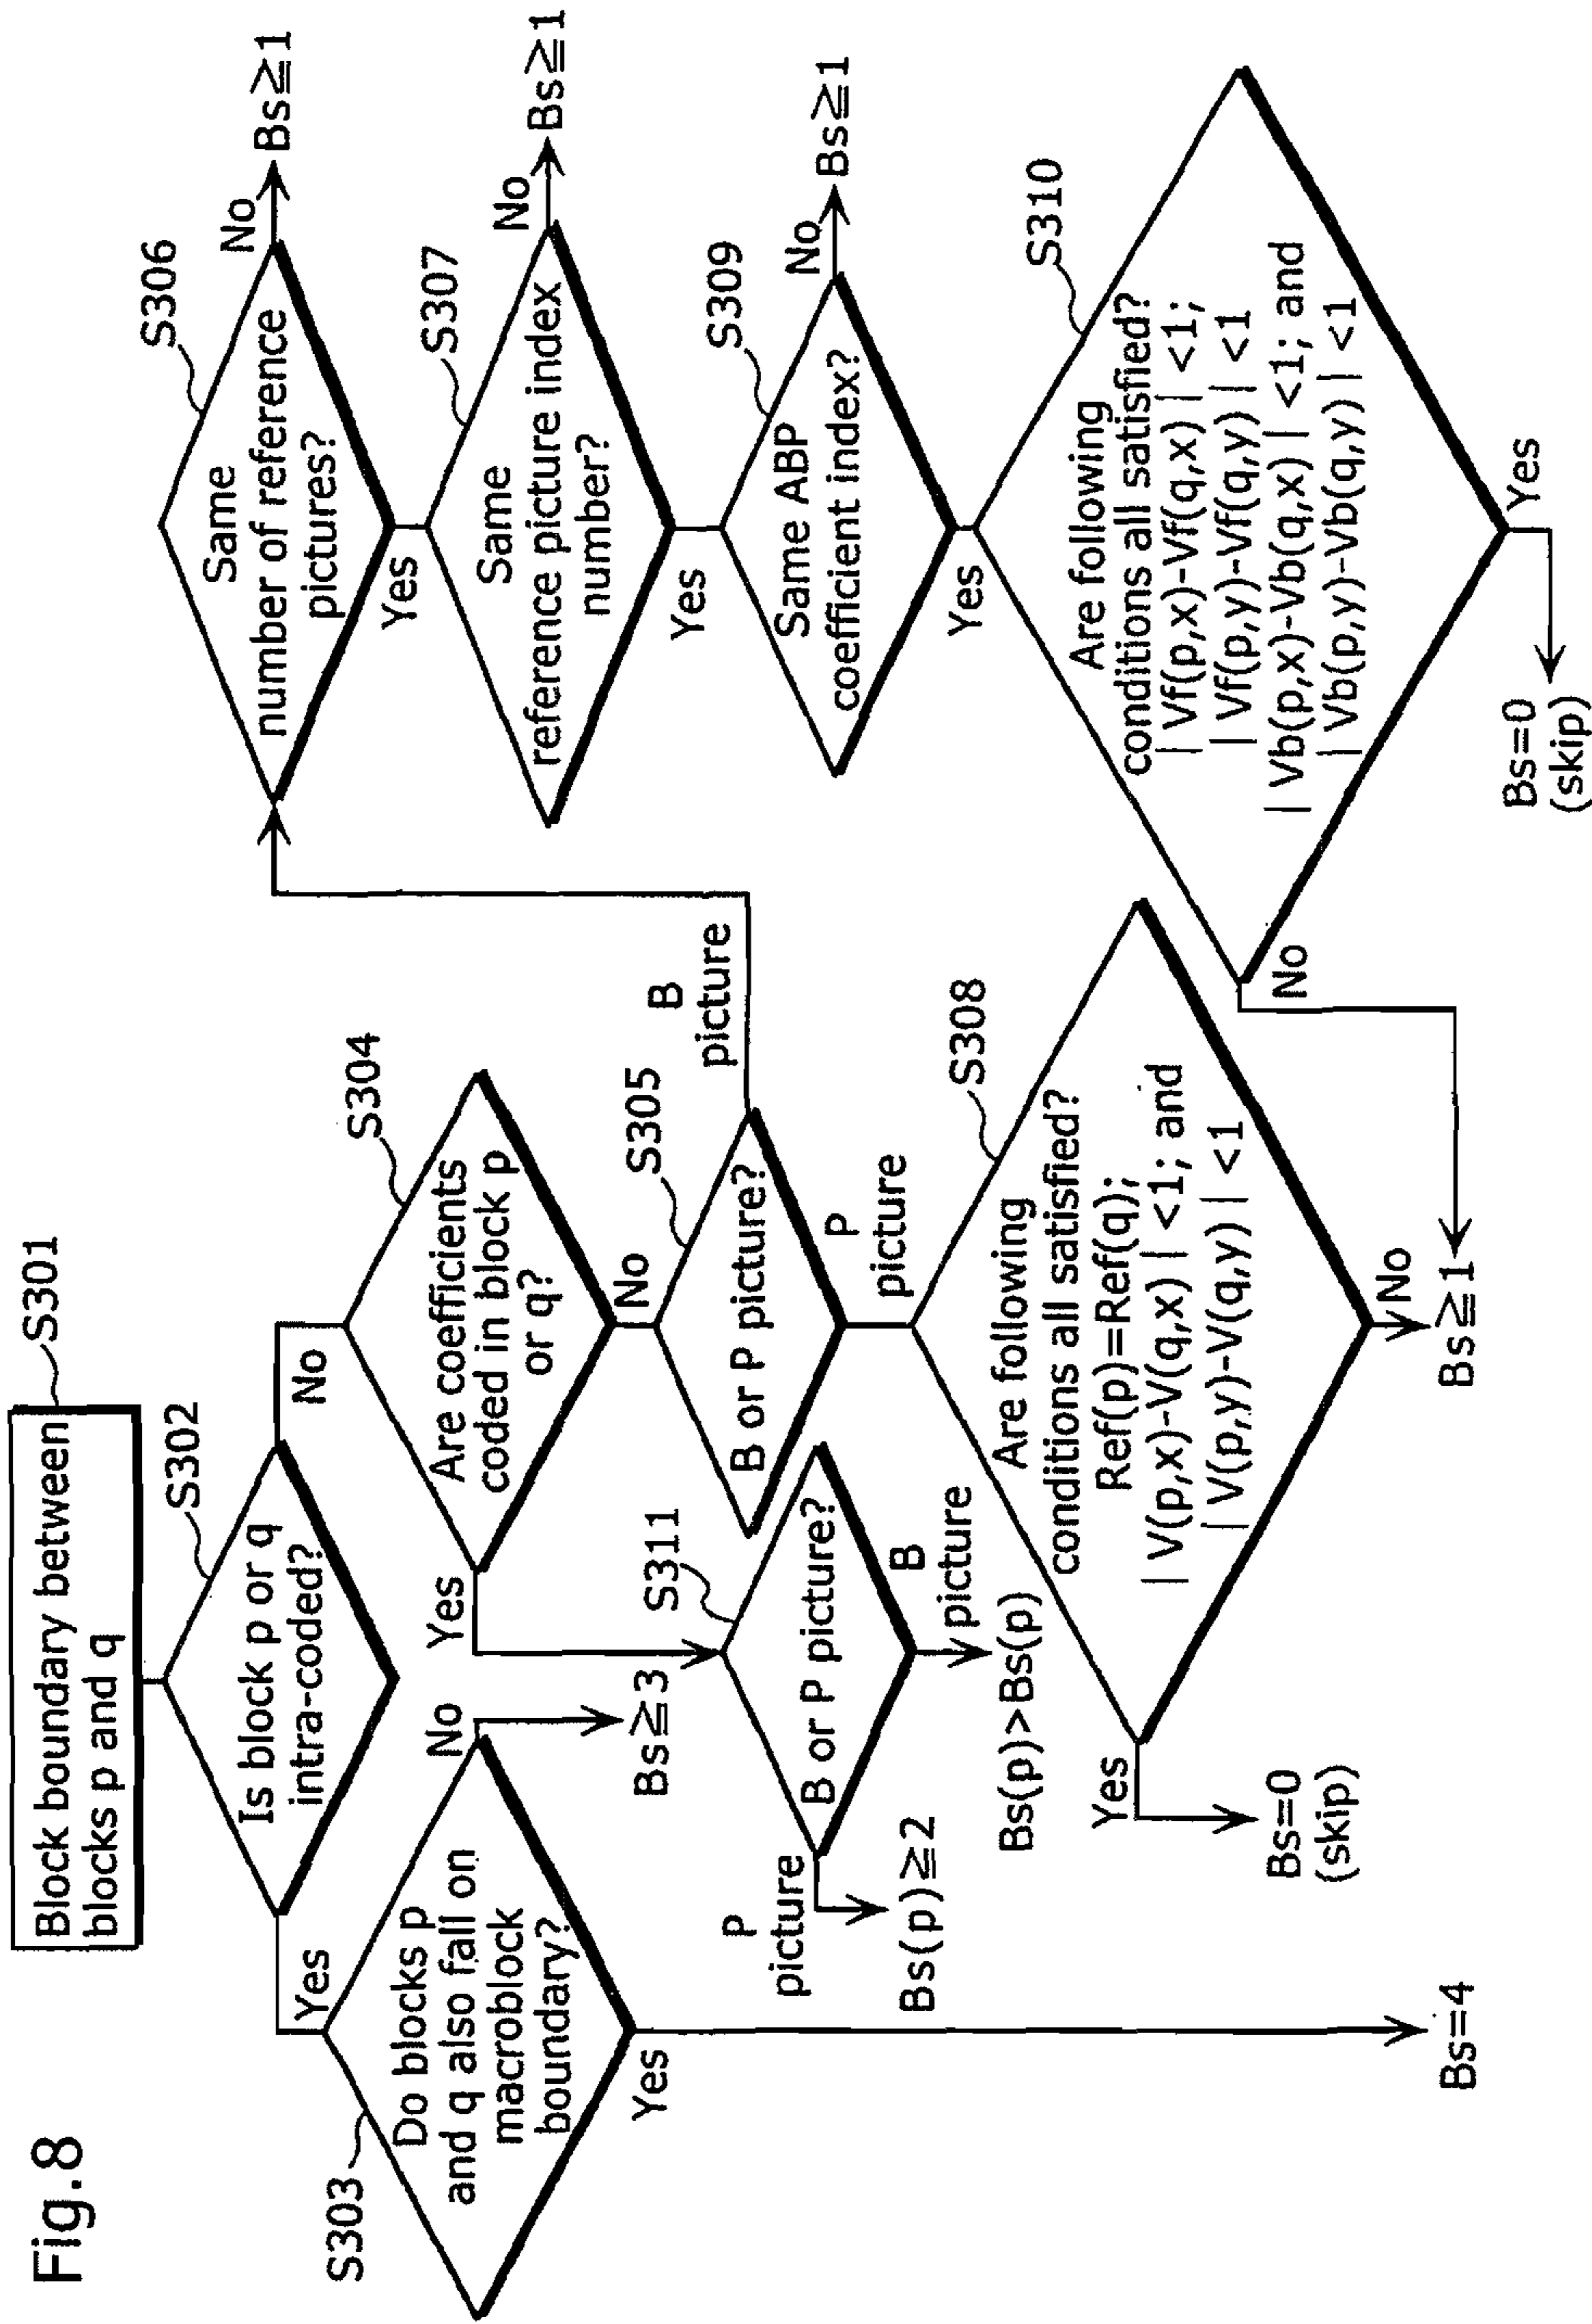 Fig.8
Block boundary between
blocks p and q
S301
S302
Is block p or q
intra-coded?
Yes
No
S303
Do blocks p
and q also fall on
macroblock
boundary?
No
Bs≧3
Yes
Bs=4
S304
Are coefficients
coded in block p
or q?
Yes
No
S311
B or P picture?
P
picture
Bs(p)≧2
B
picture
Bs(p)>Bs(p)
S305
B or P picture?
B
picture
P
picture
S308
Are following
conditions all satisfied?
Ref(p)=Ref(q);
| V(p,x)-V(q,x) | <1; and
| V(p,y)-V(q,y) | <1
Yes
Bs=0
(skip)
No
Bs≧1
S306
Same
number of reference
pictures?
No
Bs≧1
Yes
S307
Same
reference picture index
number?
No
Bs≧1
Yes
S309
Same ABP
coefficient index?
No
Bs≧1
Yes
S310
Are following
conditions all satisfied?
| Vf(p,x)-Vf(q,x) | <1;
| Vf(p,y)-Vf(q,y) | <1
| Vb(p,x)-Vb(q,x) | <1; and
| Vb(p,y)-Vb(q,y) | <1
No
Yes
Bs=0
(skip)